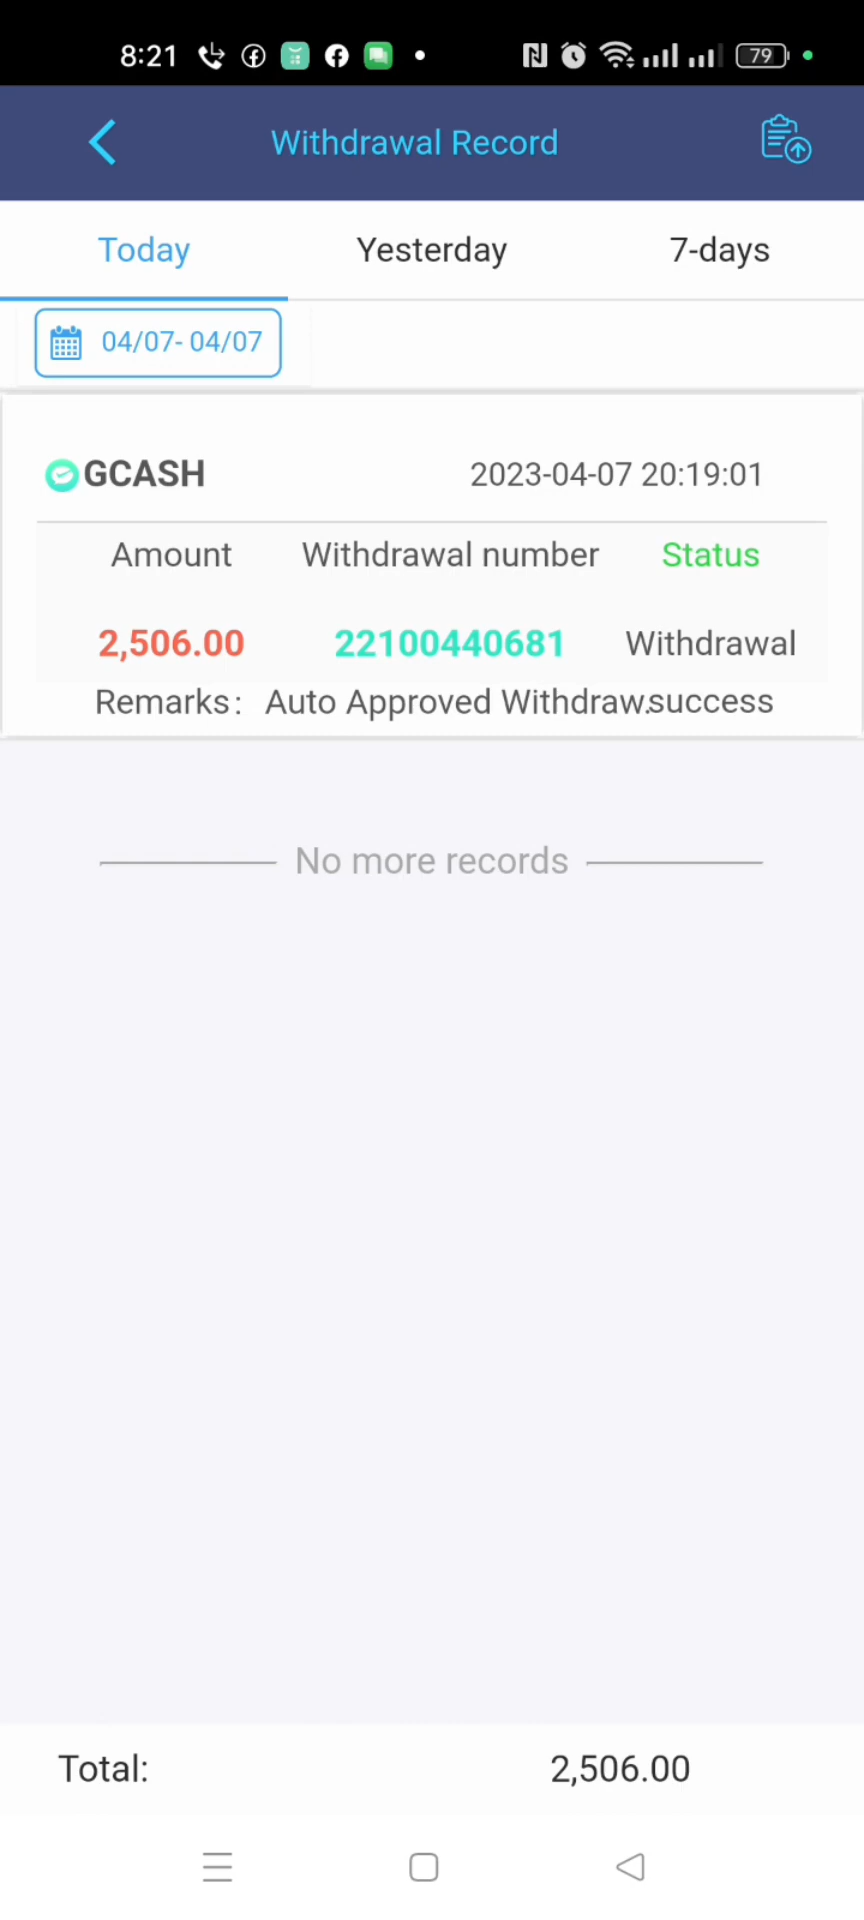 8:21 79
Withdrawal Record
Today Yesterday 7-days
04/07- 04/07
GCASH 2023-04-07 20:19:01
Amount Withdrawal number Status
2,506.00 22100440681 Withdrawal
Remarks: Auto Approved Withdraw. success
No more records
Total: 2,506.00